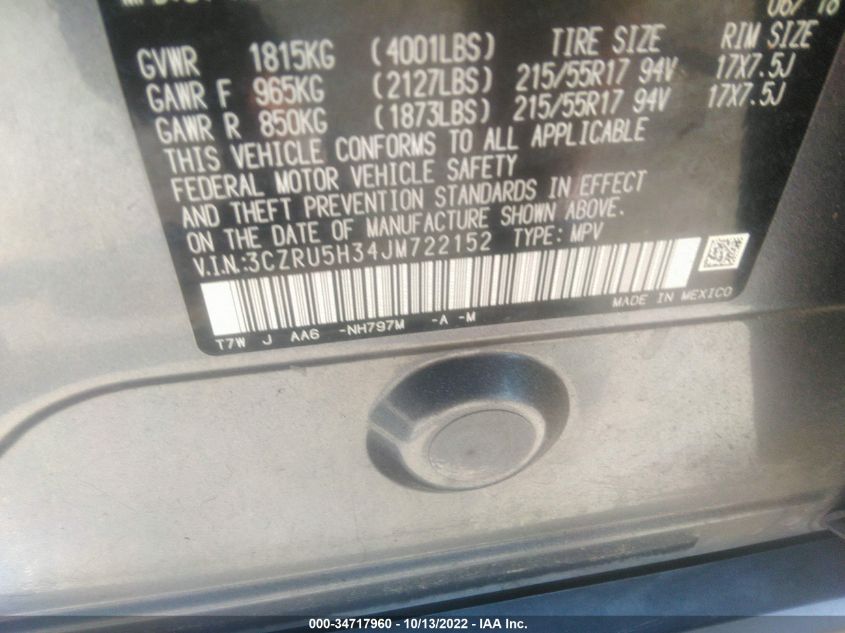 06/18
GVWR 1815KG (4001LBS) TIRE SIZE RIM SIZE
GAWR F 965KG (2127LBS) 215/55R17 94V 17X7.5J
GAWR R 850KG (1873LBS) 215/55R17 94V 17X7.5J
THIS VEHICLE CONFORMS TO ALL APPLICABLE
FEDERAL MOTOR VEHICLE SAFETY
AND THEFT PREVENTION STANDARDS IN EFFECT
ON THE DATE OF MANUFACTURE SHOWN ABOVE.
V.I.N.:3CZRU5H34JM722152 TYPE: MPV
MADE IN MEXICO
T7W J AA6 -NH797M -A -M
000-34717960 - 10/13/2022 - IAA Inc.